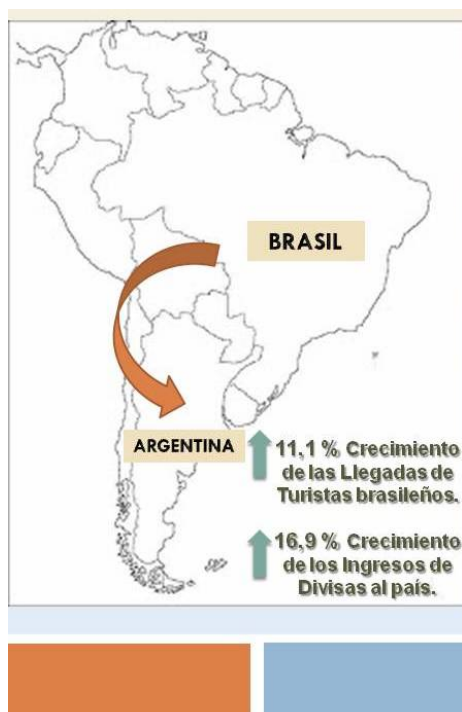 BRASIL
ARGENTINA
11,1 % Crecimiento
de las Llegadas de
Turistas brasileños.
16,9 % Crecimiento
de los Ingresos de
Divisas al país.